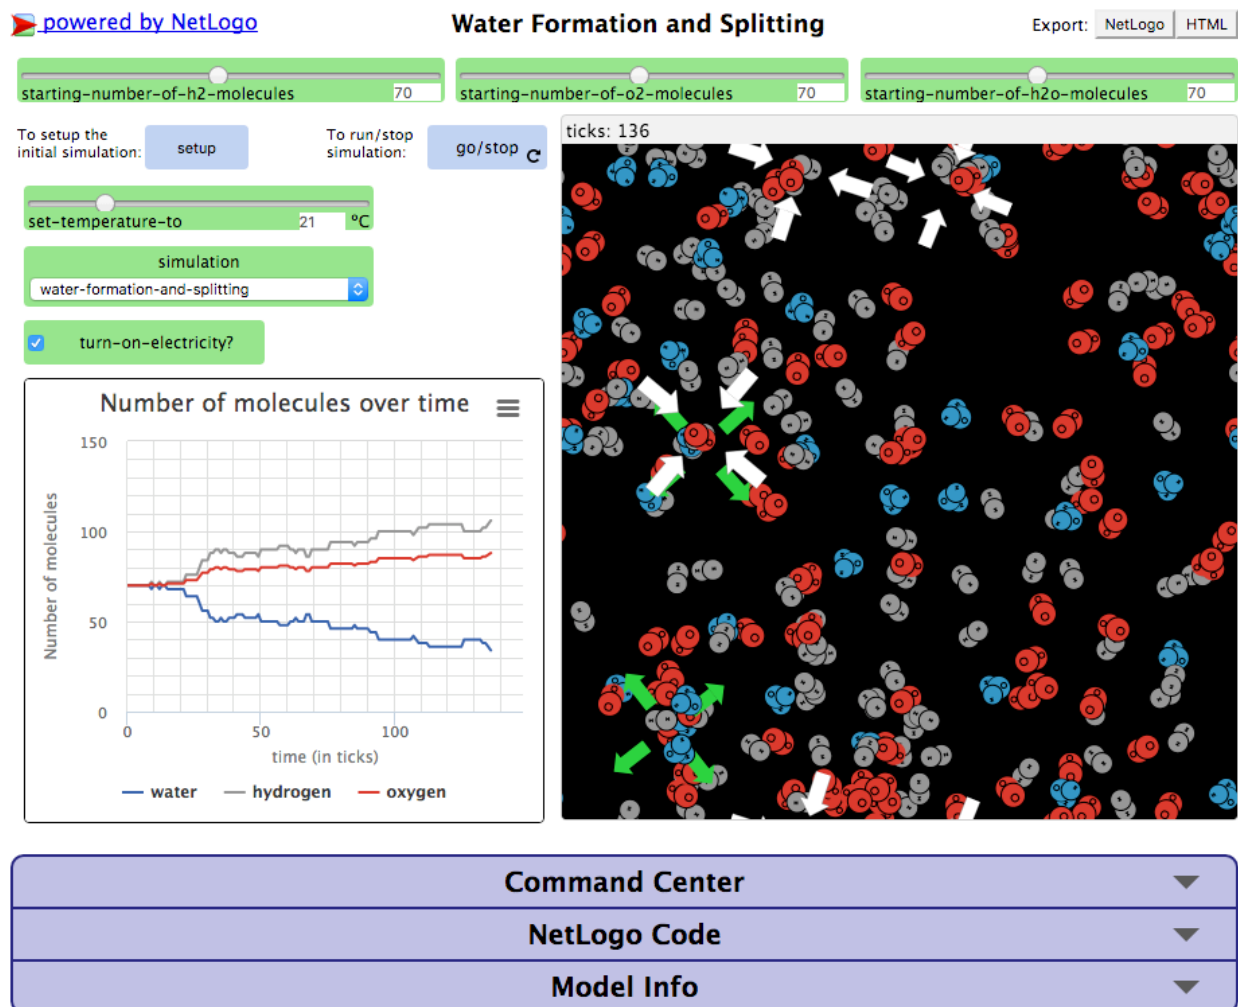 powered by NetLogo
Water Formation and Splitting
Export: NetLogo HTML
starting-number-of-h2-molecules 70
starting-number-of-o2-molecules 70
starting-number-of-h2o-molecules 70
To setup the
initial simulation:
setup
To run/stop
simulation:
go/stop
ticks: 136
set-temperature-to 21 °C
simulation
water-formation-and-splitting
turn-on-electricity?
Number of molecules over time
Number of molecules
150
100
50
0
0 50 100
time (in ticks)
water hydrogen oxygen
Command Center
NetLogo Code
Model Info